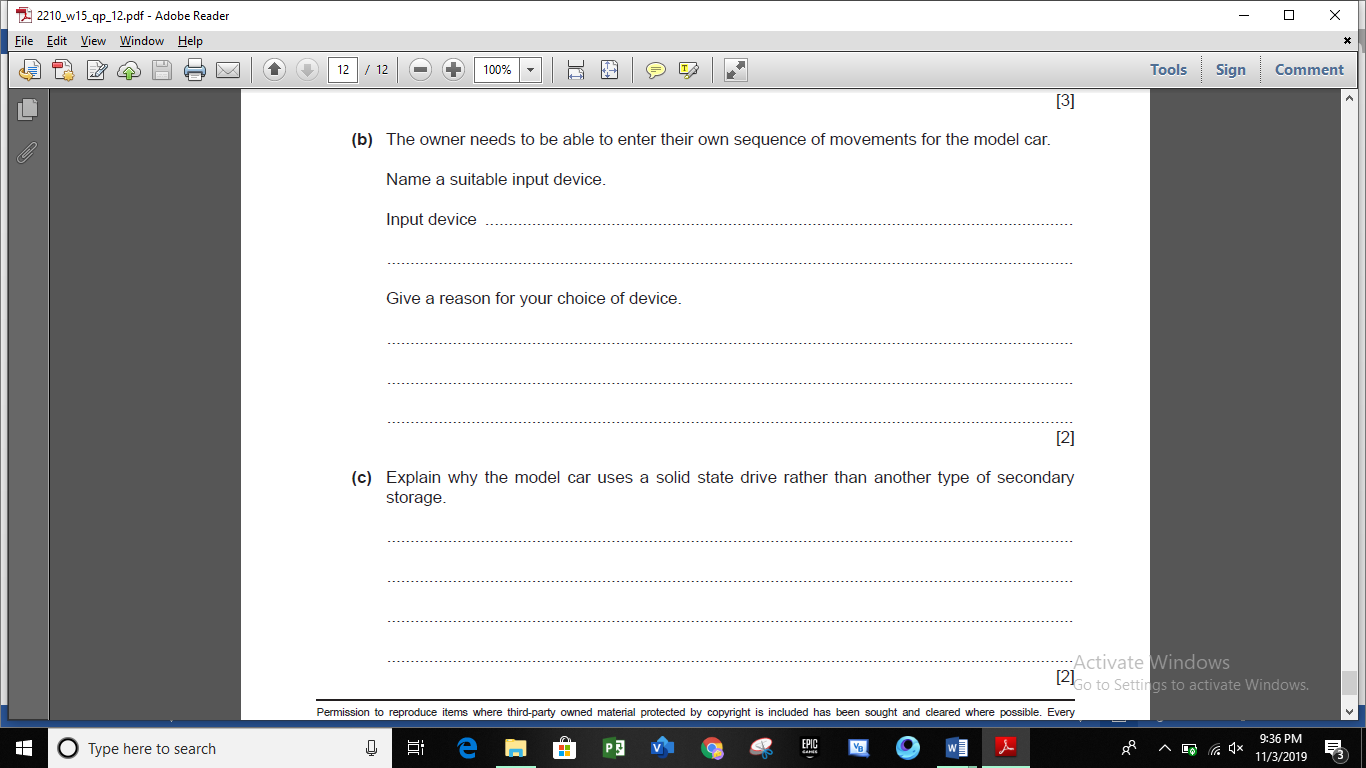 2210_w15_qp_12.pdf - Adobe Reader
File Edit View Window Help
12 / 12 100% Tools Sign Comment
[3]
(b) The owner needs to be able to enter their own sequence of movements for the model car.
Name a suitable input device.
Input device ....................................................................................................
....................................................................................................
Give a reason for your choice of device.
....................................................................................................
....................................................................................................
....................................................................................................
[2]
(c) Explain why the model car uses a solid state drive rather than another type of secondary
storage.
....................................................................................................
....................................................................................................
....................................................................................................
....................................................................................................
[2]
Activate Windows
Go to Settings to activate Windows.
Permission to reproduce items where third-party owned material protected by copyright is included has been sought and cleared where possible. Every
Type here to search
EPIC GAMES
9:36 PM
11/3/2019
3